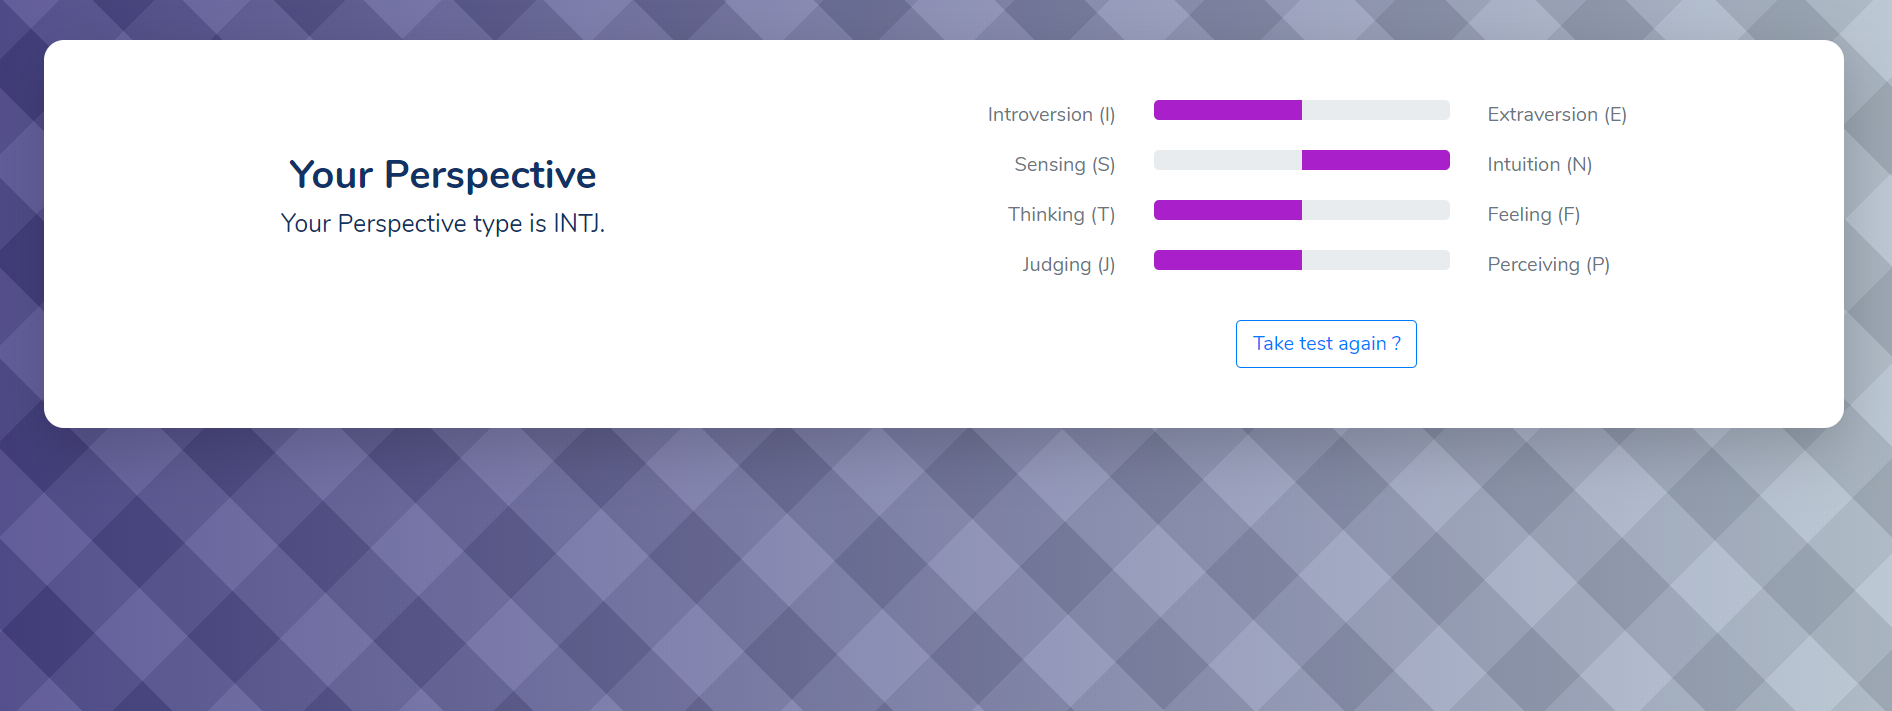 Your Perspective
Your Perspective type is INTJ.
Introversion (I)
Extraversion (E)
Sensing (S)
Intuition (N)
Thinking (T)
Feeling (F)
Judging (J)
Perceiving (P)
Take test again ?